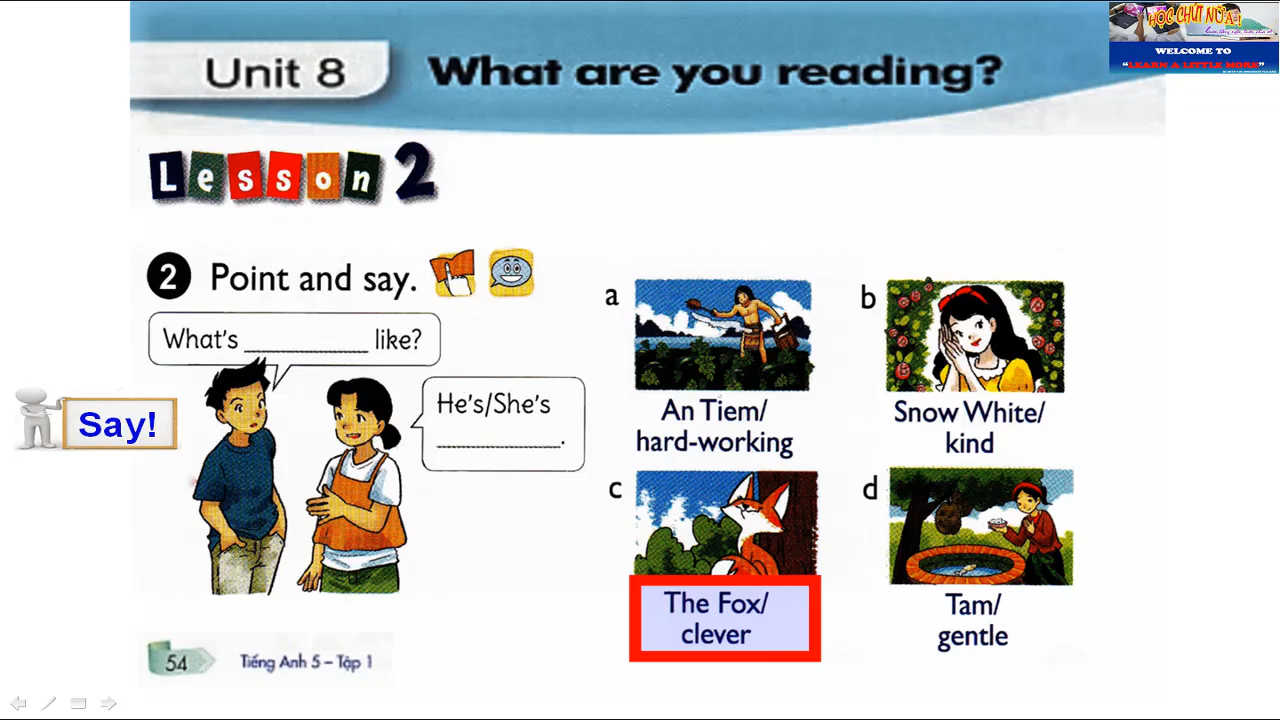 HỌC CHÚT NỮA!
WELCOME TO
"LEARN A LITTLE MORE"
Unit 8
What are you reading?
Lesson 2
2 Point and say.
What's __________ like?
He's/She's
__________.
Say!
a
An Tiem/
hard-working
b
Snow White/
kind
c
The Fox/
clever
d
Tam/
gentle
54
Tiếng Anh 5 – Tập 1